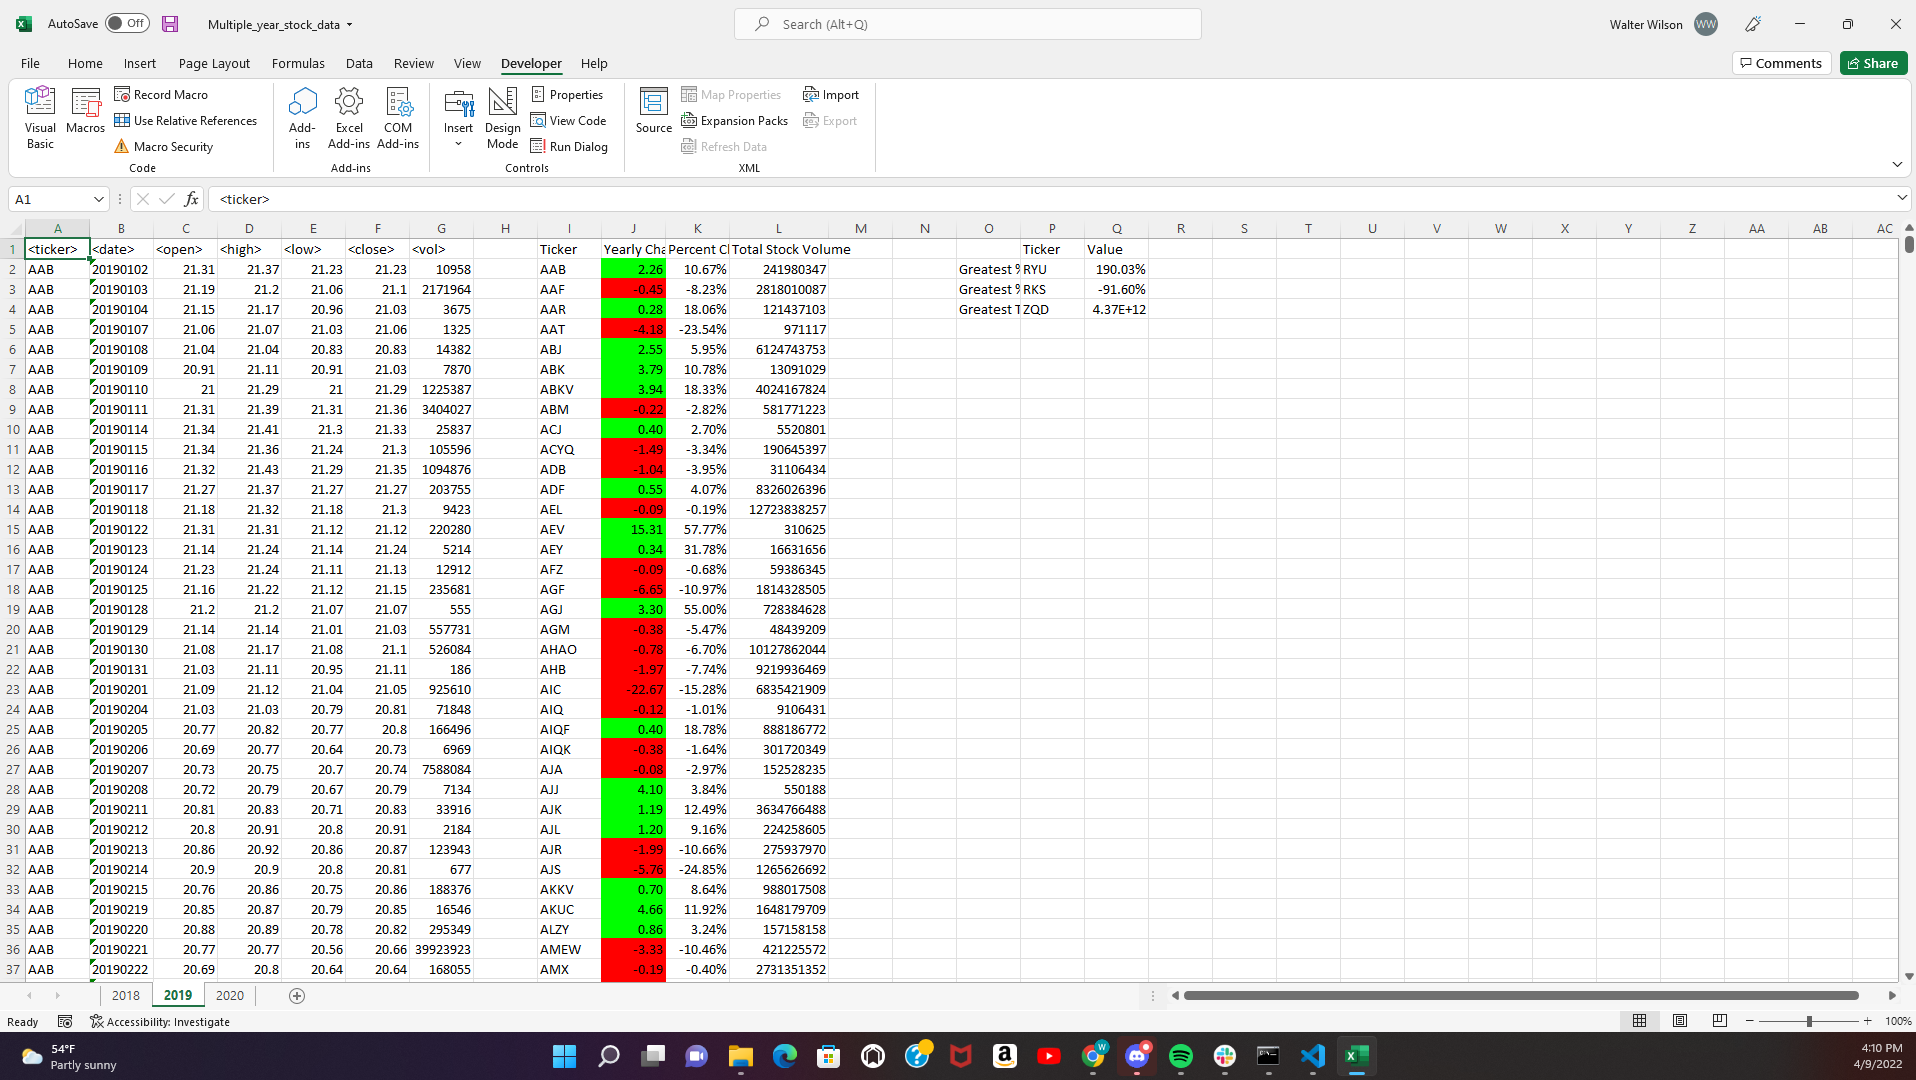 AutoSave Off Multiple_year_stock_data Search (Alt+Q) Walter Wilson WW
File Home Insert Page Layout Formulas Data Review View Developer Help Comments Share
Visual Basic
Macros
Record Macro
Use Relative References
Macro Security
Code
Add-ins
Excel Add-ins
COM Add-ins
Add-ins
Insert
Design Mode
Properties
View Code
Run Dialog
Controls
Source
Map Properties
Expansion Packs
Refresh Data
Import
Export
XML
A1 fx <ticker>
A B C D E F G H I J K L M N O P Q R S T U V W X Y Z AA AB AC
1 <ticker> <date> <open> <high> <low> <close> <vol> Ticker Yearly Cha Percent Cl Total Stock Volume Ticker Value
2 AAB 20190102 21.31 21.37 21.23 21.23 10958 AAB 2.26 10.67% 241980347 Greatest % RYU 190.03%
3 AAB 20190103 21.19 21.2 21.06 21.1 2171964 AAF -0.45 -8.23% 2818010087 Greatest % RKS -91.60%
4 AAB 20190104 21.15 21.17 20.96 21.03 3675 AAR 0.28 18.06% 121437103 Greatest T ZQD 4.37E+12
5 AAB 20190107 21.06 21.07 21.03 21.06 1325 AAT -4.18 -23.54% 971117
6 AAB 20190108 21.04 21.04 20.83 20.83 14382 ABJ 2.55 5.95% 6124743753
7 AAB 20190109 20.91 21.11 20.91 21.03 7870 ABK 3.79 10.78% 13091029
8 AAB 20190110 21 21.29 21 21.29 1225387 ABKV 3.94 18.33% 4024167824
9 AAB 20190111 21.31 21.39 21.31 21.36 3404027 ABM -0.22 -2.82% 581771223
10 AAB 20190114 21.34 21.41 21.3 21.33 25837 ACJ 0.40 2.70% 5520801
11 AAB 20190115 21.34 21.36 21.24 21.3 105596 ACYQ -1.49 -3.34% 190645397
12 AAB 20190116 21.32 21.43 21.29 21.35 1094876 ADB -1.04 -3.95% 31106434
13 AAB 20190117 21.27 21.37 21.27 21.27 203755 ADF 0.55 4.07% 8326026396
14 AAB 20190118 21.18 21.32 21.18 21.3 9423 AEL -0.09 -0.19% 12723838257
15 AAB 20190122 21.31 21.31 21.12 21.12 220280 AEV 15.31 57.77% 310625
16 AAB 20190123 21.14 21.24 21.14 21.24 5214 AEY 0.34 31.78% 16631656
17 AAB 20190124 21.23 21.24 21.11 21.13 12912 AFZ -0.09 -0.68% 59386345
18 AAB 20190125 21.16 21.22 21.12 21.15 235681 AGF -6.65 -10.97% 1814328505
19 AAB 20190128 21.2 21.2 21.07 21.07 555 AGJ 3.30 55.00% 728384628
20 AAB 20190129 21.14 21.14 21.01 21.03 557731 AGM -0.38 -5.47% 48439209
21 AAB 20190130 21.08 21.17 21.08 21.1 526084 AHAO -0.78 -6.70% 10127862044
22 AAB 20190131 21.03 21.11 20.95 21.11 186 AHB -1.97 -7.74% 9219936469
23 AAB 20190201 21.09 21.12 21.04 21.05 925610 AIC -22.67 -15.28% 6835421909
24 AAB 20190204 21.03 21.03 20.79 20.81 71848 AIQ -0.12 -1.01% 9106431
25 AAB 20190205 20.77 20.82 20.77 20.8 166496 AIQF 0.40 18.78% 888186772
26 AAB 20190206 20.69 20.77 20.64 20.73 6969 AIQK -0.38 -1.64% 301720349
27 AAB 20190207 20.73 20.75 20.7 20.74 7588084 AJA -0.08 -2.97% 152528235
28 AAB 20190208 20.72 20.79 20.67 20.79 7134 AJJ 4.10 3.84% 550188
29 AAB 20190211 20.81 20.83 20.71 20.83 33916 AJK 1.19 12.49% 3634766488
30 AAB 20190212 20.8 20.91 20.8 20.91 2184 AJL 1.20 9.16% 224258605
31 AAB 20190213 20.86 20.92 20.86 20.87 123943 AJR -1.99 -10.66% 275937970
32 AAB 20190214 20.9 20.9 20.8 20.81 677 AJS -5.76 -24.85% 1265626692
33 AAB 20190215 20.76 20.86 20.75 20.86 188376 AKKV 0.70 8.64% 988017508
34 AAB 20190219 20.85 20.87 20.79 20.85 16546 AKUC 4.66 11.92% 1648179709
35 AAB 20190220 20.88 20.89 20.78 20.82 295349 ALZY 0.86 3.24% 157158158
36 AAB 20190221 20.77 20.77 20.56 20.66 39923923 AMEW -3.33 -10.46% 421225572
37 AAB 20190222 20.69 20.8 20.64 20.64 168055 AMX -0.19 -0.40% 2731351352
2018 2019 2020
Ready Accessibility: Investigate 100%
54°F
Partly sunny
4:10 PM
4/9/2022